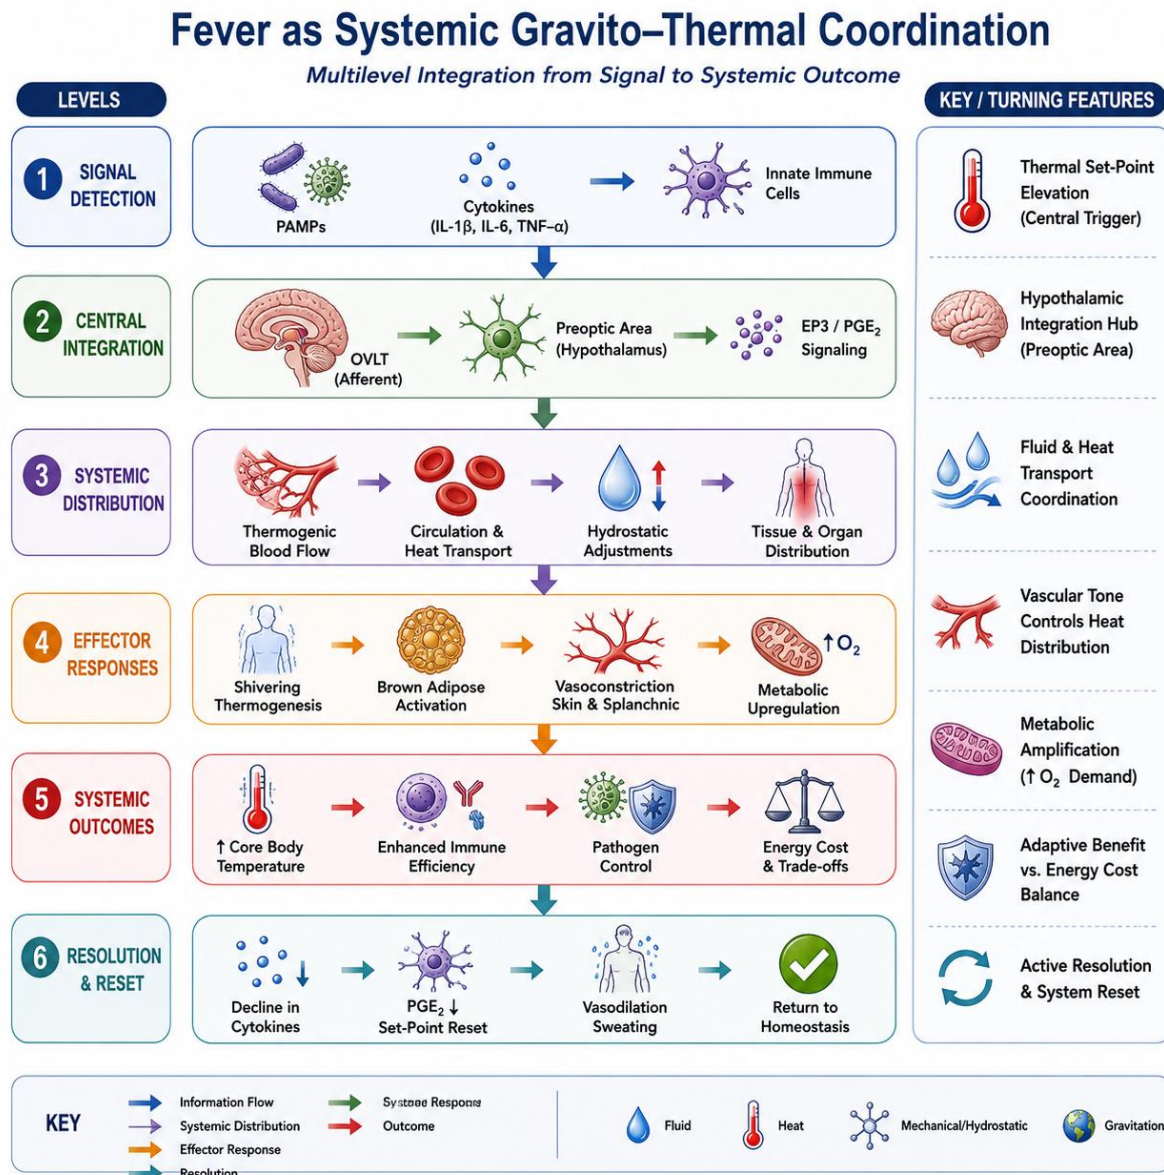 Fever as Systemic Gravito–Thermal Coordination
Multilevel Integration from Signal to Systemic Outcome
LEVELS
KEY / TURNING FEATURES
1
SIGNAL
DETECTION
PAMPs
Cytokines
(IL-1β, IL-6, TNF–α)
Innate Immune
Cells
Thermal Set-Point
Elevation
(Central Trigger)
2
CENTRAL
INTEGRATION
OVLT
(Afferent)
Preoptic Area
(Hypothalamus)
EP3 / PGE₂
Signaling
Hypothalamic
Integration Hub
(Preoptic Area)
3
SYSTEMIC
DISTRIBUTION
Thermogenic
Blood Flow
Circulation &
Heat Transport
Hydrostatic
Adjustments
Tissue & Organ
Distribution
Fluid & Heat
Transport
Coordination
4
EFFECTOR
RESPONSES
Shivering
Thermogenesis
Brown Adipose
Activation
Vasoconstriction
Skin & Splanchnic
↑O₂
Metabolic
Upregulation
Vascular Tone
Controls Heat
Distribution
5
SYSTEMIC
OUTCOMES
↑ Core Body
Temperature
Enhanced Immune
Efficiency
Pathogen
Control
Energy Cost
& Trade-offs
Metabolic
Amplification
(↑ O₂ Demand)
Adaptive Benefit
vs. Energy Cost
Balance
6
RESOLUTION
& RESET
Decline in
Cytokines
PGE₂ ↓
Set-Point Reset
Vasodilation
Sweating
Return to
Homeostasis
Active Resolution
& System Reset
KEY
Information Flow
Systemic Distribution
Effector Response
Resolution
Outcome
Fluid
Heat
Mechanical/Hydrostatic
Gravitation